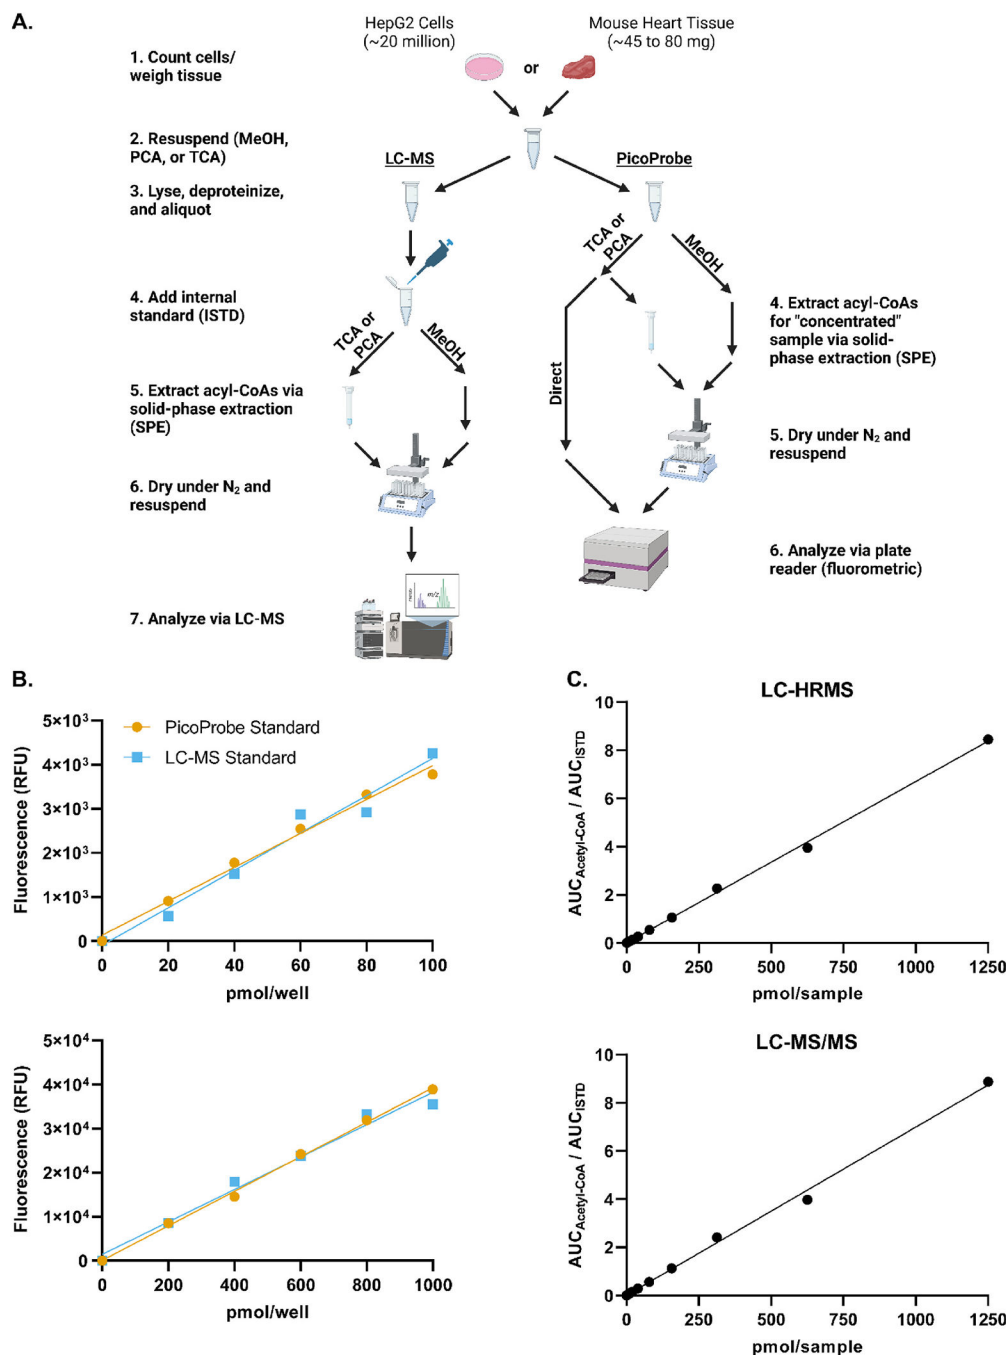 A.
HepG2 Cells
(~20 million)
Mouse Heart Tissue
(~45 to 80 mg)
1. Count cells/
weigh tissue
or
2. Resuspend (MeOH,
PCA, or TCA)
LC-MS
PicoProbe
3. Lyse, deproteinize,
and aliquot
TCA or
PCA
MeOH
4. Add internal
standard (ISTD)
TCA or
PCA
MeOH
Direct
4. Extract acyl-CoAs
for "concentrated"
sample via solid-
phase extraction (SPE)
5. Extract acyl-CoAs via
solid-phase extraction
(SPE)
5. Dry under N₂ and
resuspend
6. Dry under N₂ and
resuspend
6. Analyze via plate
reader (fluorometric)
m/z
7. Analyze via LC-MS
B.
5×10³
4×10³
3×10³
2×10³
1×10³
0
Fluorescence (RFU)
PicoProbe Standard
LC-MS Standard
0 20 40 60 80 100
pmol/well
5×10⁴
4×10⁴
3×10⁴
2×10⁴
1×10⁴
0
Fluorescence (RFU)
0 200 400 600 800 1000
pmol/well
C.
LC-HRMS
10
8
6
4
2
0
AUC_Acetyl-CoA / AUC_ISTD
0 250 500 750 1000 1250
pmol/sample
LC-MS/MS
10
8
6
4
2
0
AUC_Acetyl-CoA / AUC_ISTD
0 250 500 750 1000 1250
pmol/sample